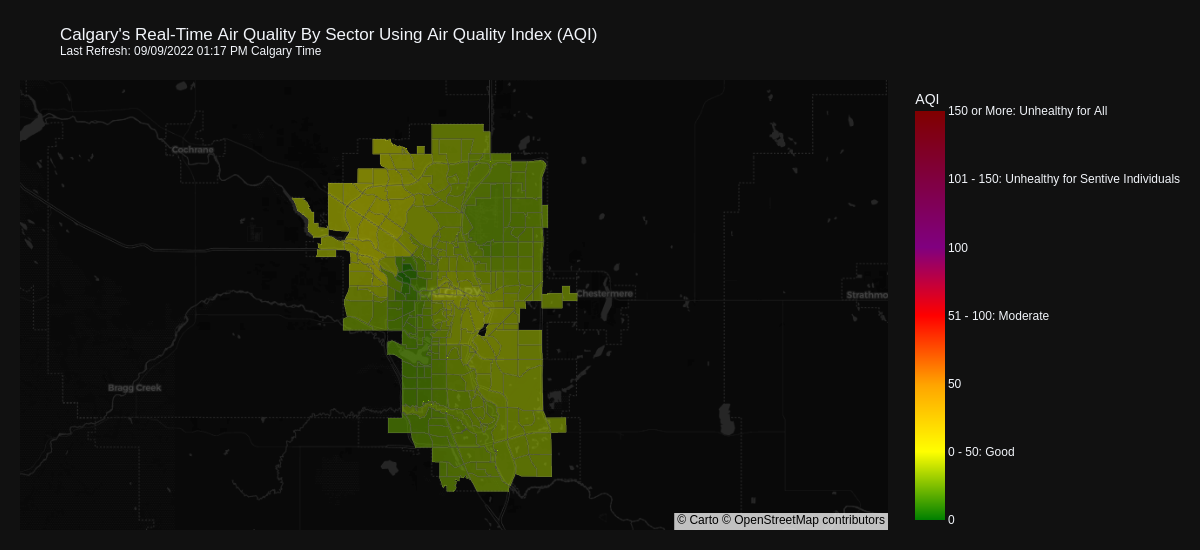 Calgary's Real-Time Air Quality By Sector Using Air Quality Index (AQI)
Last Refresh: 09/09/2022 01:17 PM Calgary Time
AQI
150 or More: Unhealthy for All
Cochrane
101 - 150: Unhealthy for Sentive Individuals
100
CALGARY
Chestermere
Strathmo
51 - 100: Moderate
50
Bragg Creek
0 - 50: Good
0
© Carto © OpenStreetMap contributors